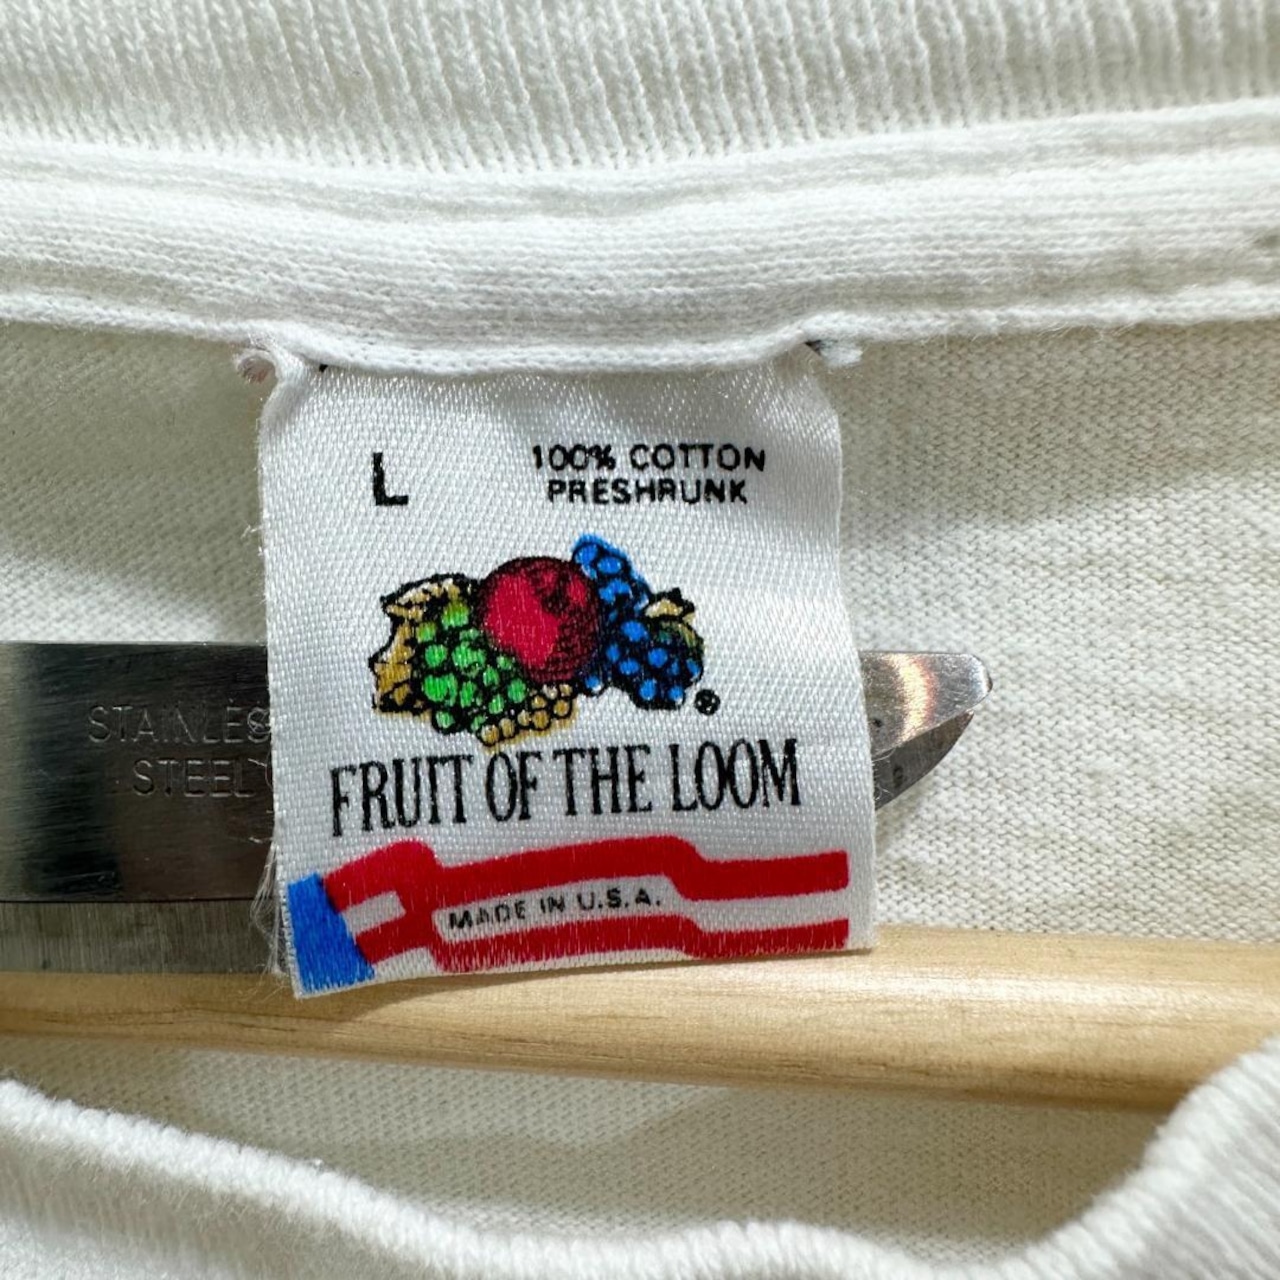 L
100% COTTON
PRESHRUNK
®
FRUIT OF THE LOOM
MADE IN U.S.A.
STAINLES
STEEL